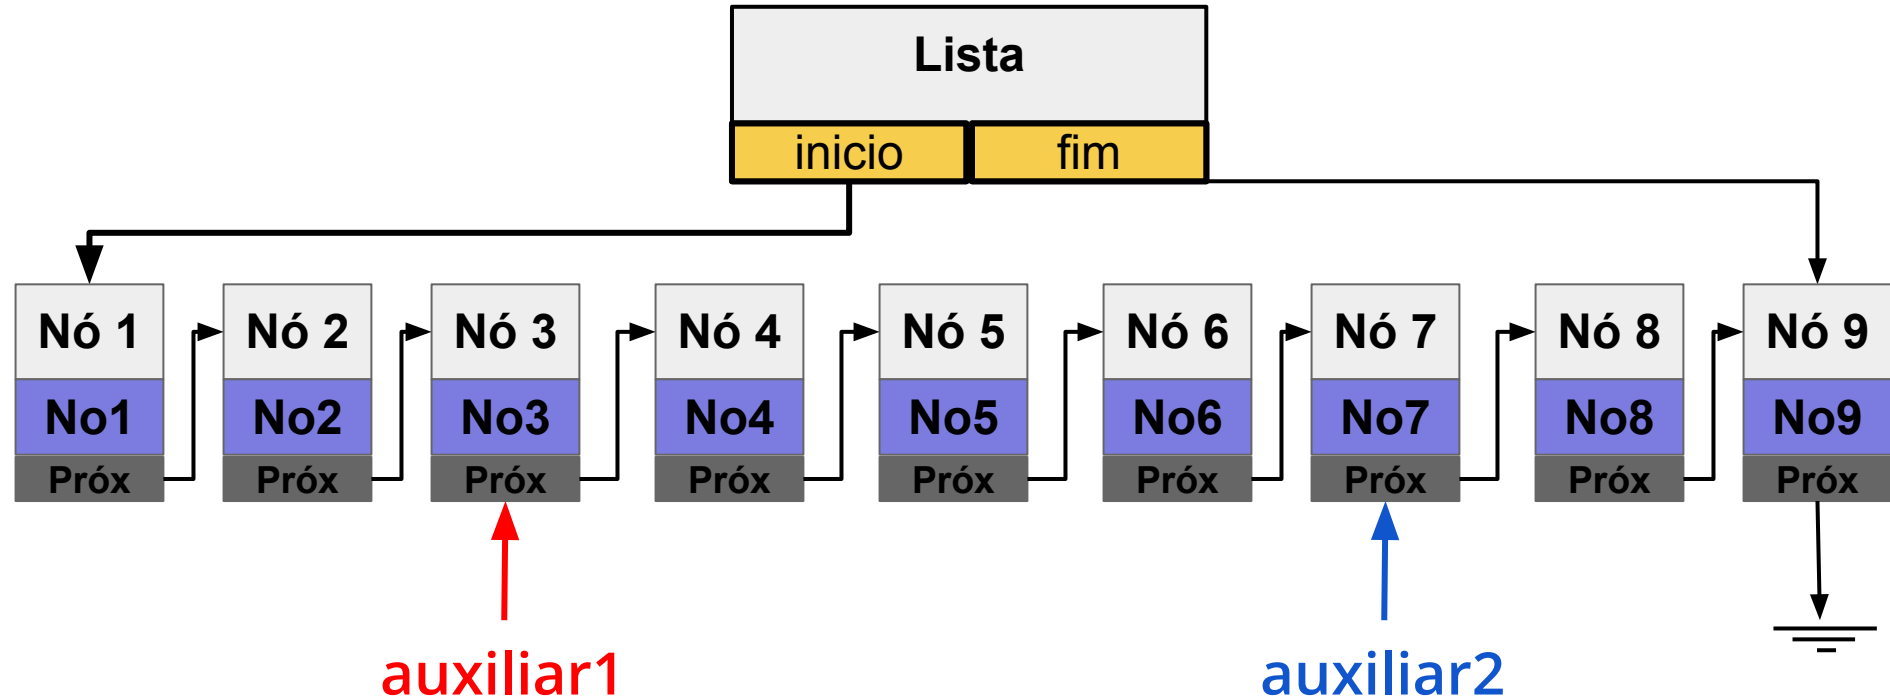 Lista
inicio fim
Nó 1 Nó 2 Nó 3 Nó 4 Nó 5 Nó 6 Nó 7 Nó 8 Nó 9
No1 No2 No3 No4 No5 No6 No7 No8 No9
Próx Próx Próx Próx Próx Próx Próx Próx Próx
auxiliar1 auxiliar2